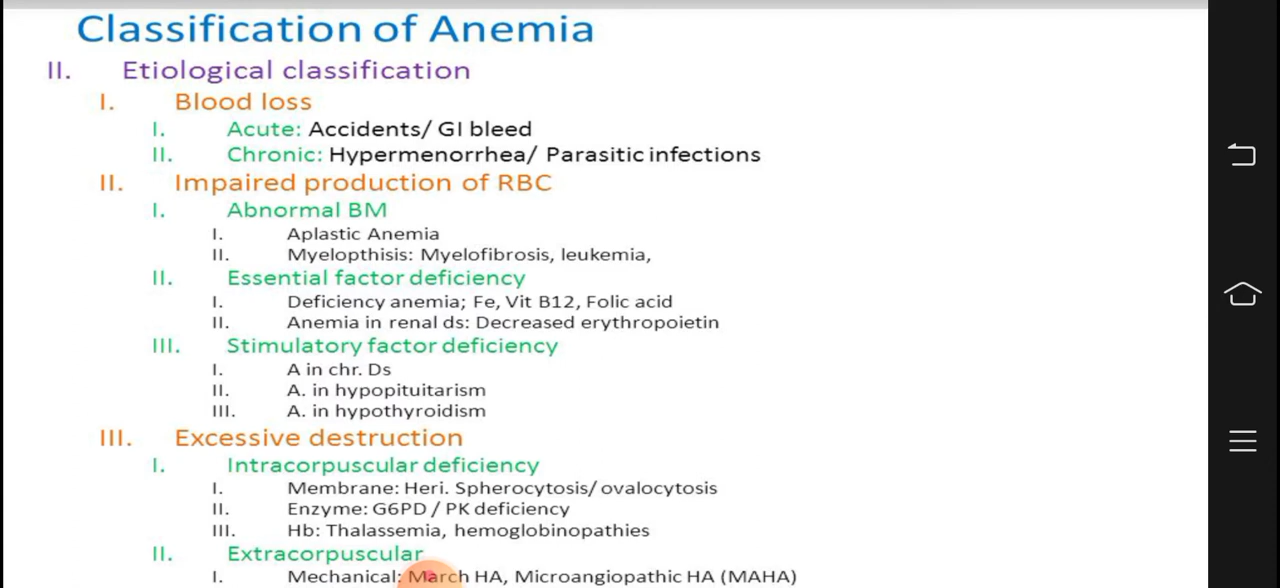 Classification of Anemia
II. Etiological classification
I. Blood loss
I. Acute: Accidents/ GI bleed
II. Chronic: Hypermenorrhea/ Parasitic infections
II. Impaired production of RBC
I. Abnormal BM
I. Aplastic Anemia
II. Myelopthisis: Myelofibrosis, leukemia,
II. Essential factor deficiency
I. Deficiency anemia; Fe, Vit B12, Folic acid
II. Anemia in renal ds: Decreased erythropoietin
III. Stimulatory factor deficiency
I. A in chr. Ds
II. A. in hypopituitarism
III. A. in hypothyroidism
III. Excessive destruction
I. Intracorpuscular deficiency
I. Membrane: Heri. Spherocytosis/ ovalocytosis
II. Enzyme: G6PD / PK deficiency
III. Hb: Thalassemia, hemoglobinopathies
II. Extracorpuscular
I. Mechanical: March HA, Microangiopathic HA (MAHA)